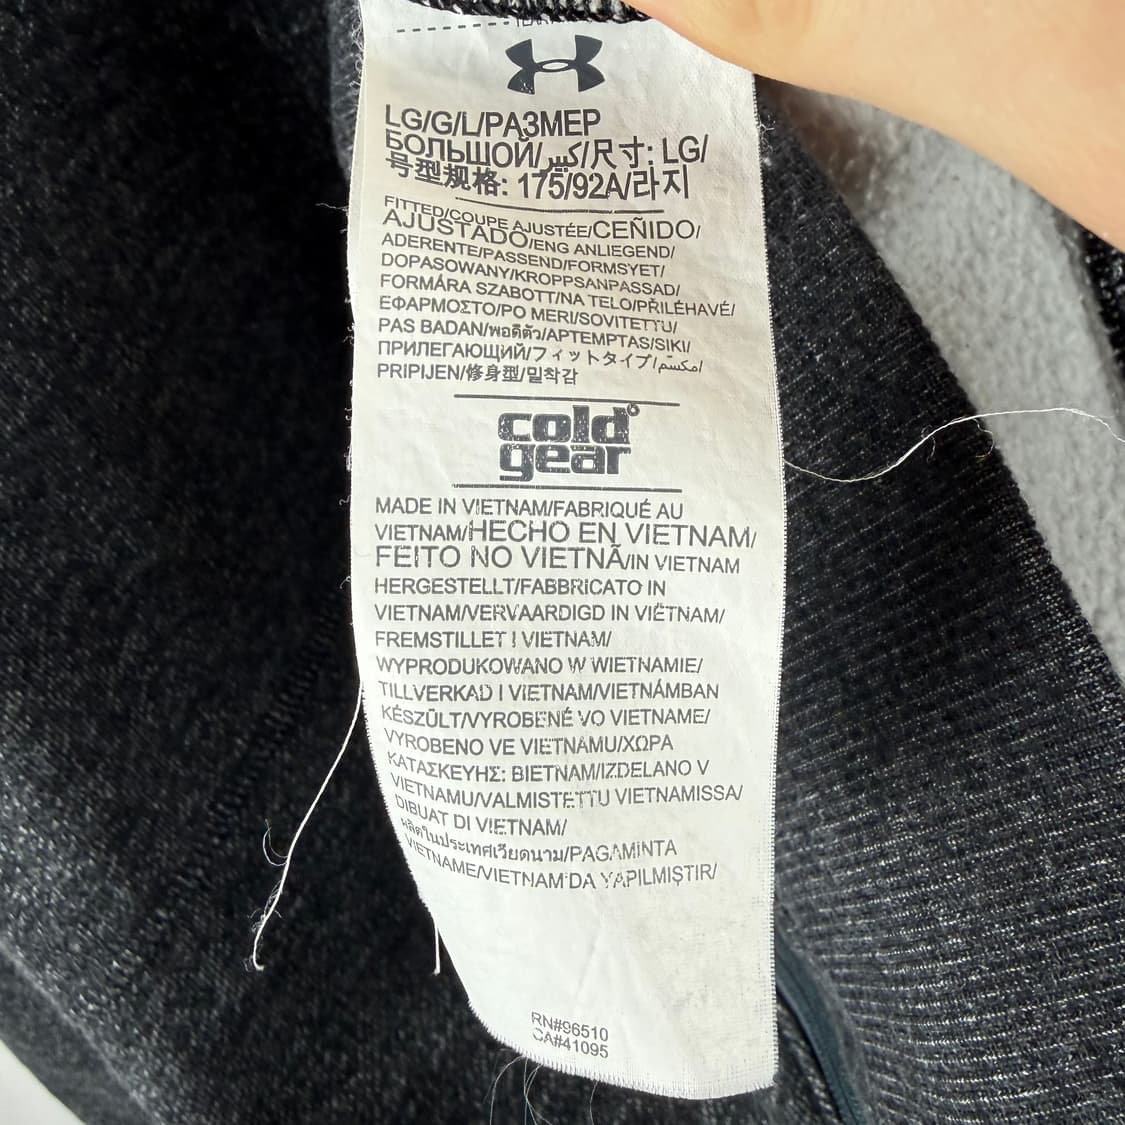 LG/G/L/РАЗМЕР
БОЛЬШОЙ/كبير/尺寸: LG/
号型规格: 175/92A/라지
FITTED/COUPE AJUSTÉE/CEÑIDO/
AJUSTADO/ENG ANLIEGEND/
ADERENTE/PASSEND/FORMSYET/
DOPASOWANY/KROPPSANPASSAD/
FORMÁRA SZABOTT/NA TELO/PŘILÉHAVÉ/
ΕΦΑΡΜΟΣΤΟ/PO MERI/SOVITETTU/
PAS BADAN/พอดีตัว/APTEMPTAS/SIKI/
ПРИЛЕГАЮЩИЙ/フィットタイプ/مكسّم/
PRIPIJEN/修身型/밀착감
cold
gear
MADE IN VIETNAM/FABRIQUÉ AU
VIETNAM/HECHO EN VIETNAM/
FEITO NO VIETNÃ/IN VIETNAM
HERGESTELLT/FABBRICATO IN
VIETNAM/VERVAARDIGD IN VIËTNAM/
FREMSTILLET I VIETNAM/
WYPRODUKOWANO W WIETNAMIE/
TILLVERKAD I VIETNAM/VIETNÁMBAN
KÉSZÜLT/VYROBENÉ VO VIETNAME/
VYROBENO VE VIETNAMU/ΧΩΡΑ
ΚΑΤΑΣΚΕΥΗΣ: ΒΙΕΤΝΑΜ/IZDELANO V
VIETNAMU/VALMISTETTU VIETNAMISSA/
DIBUAT DI VIETNAM/
ผลิตในประเทศเวียดนาม/PAGAMINTA
VIETNAME/VIETNAM'DA YAPILMIŞTIR/
RN#96510
CA#41095